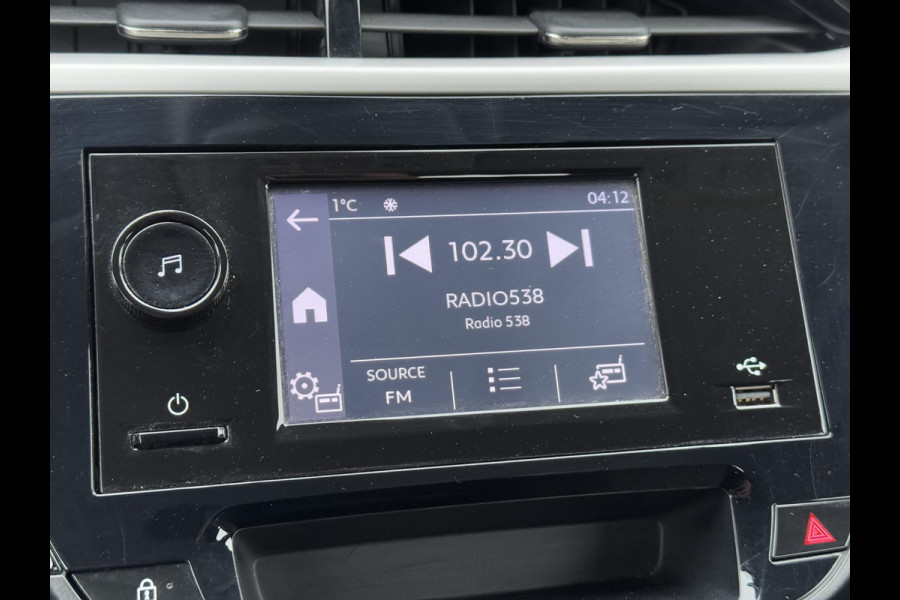 1°C 04:12
102.30
RADIO538
Radio 538
SOURCE
FM